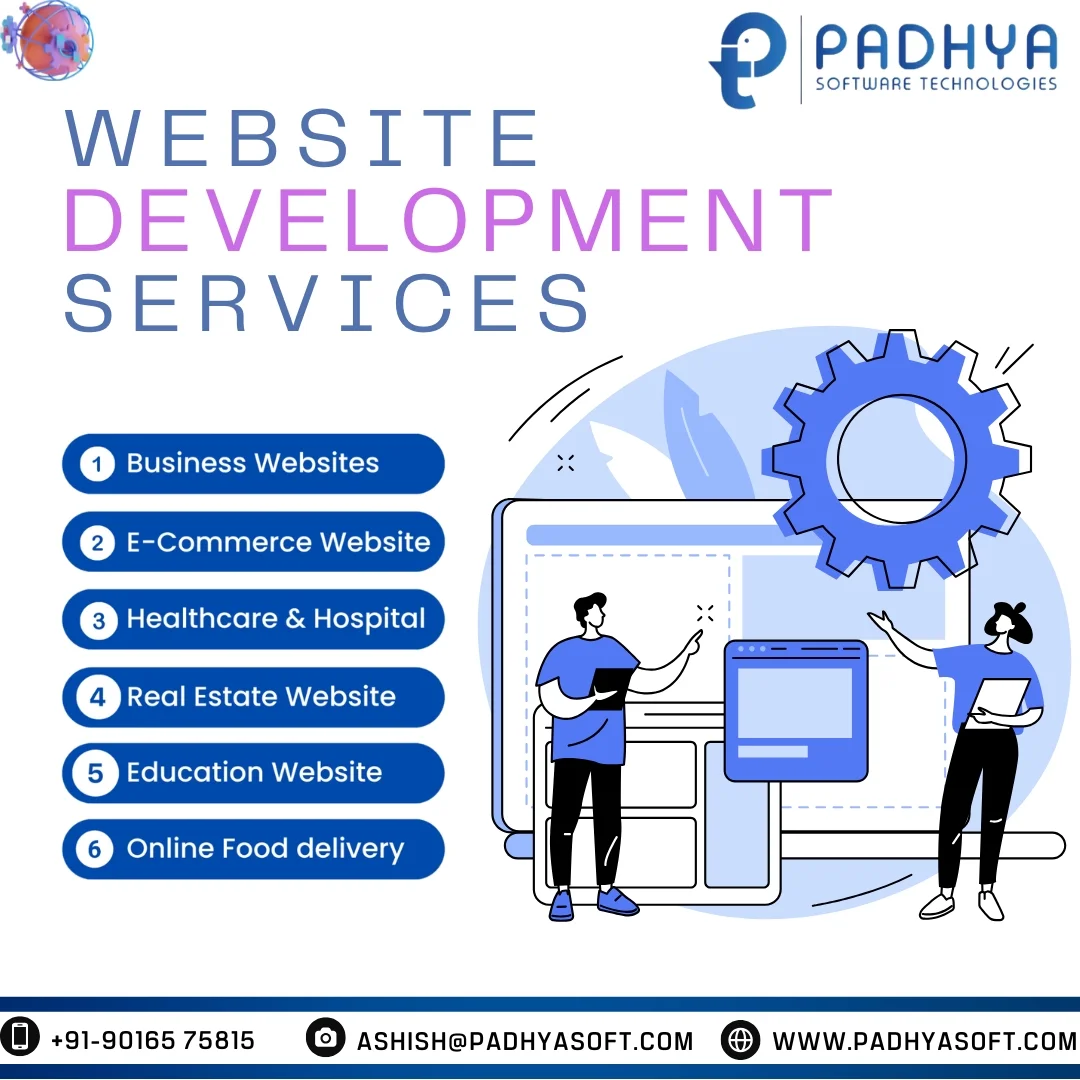 PADHYA
SOFTWARE TECHNOLOGIES
WEBSITE
DEVELOPMENT
SERVICES
1 Business Websites
2 E-Commerce Website
3 Healthcare & Hospital
4 Real Estate Website
5 Education Website
6 Online Food delivery
+91-90165 75815 ASHISH@PADHYASOFT.COM WWW.PADHYASOFT.COM